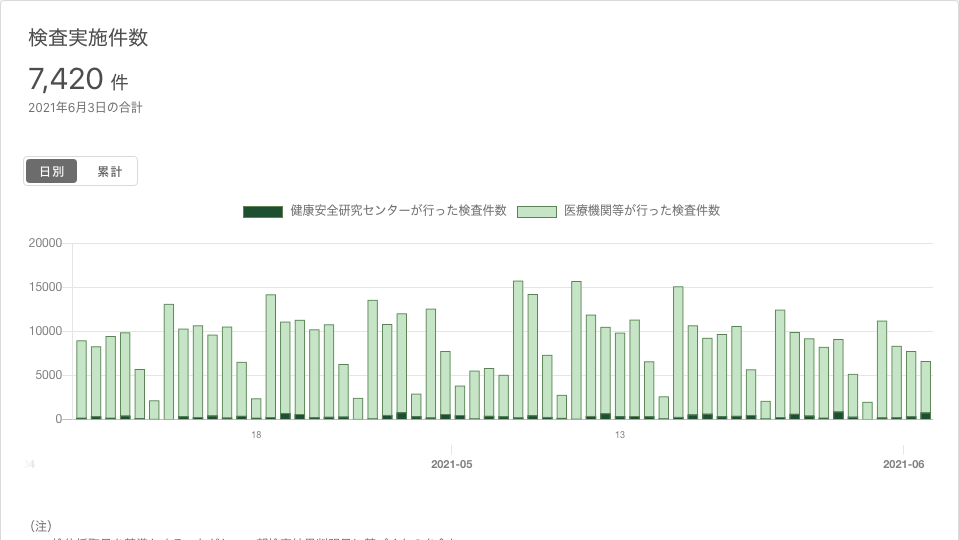 検査実施件数
7,420 件
2021年6月3日の合計
日別 累計
健康安全研究センターが行った検査件数 医療機関等が行った検査件数
20000
15000
10000
5000
0
18 13
2021-05 2021-06
（注）